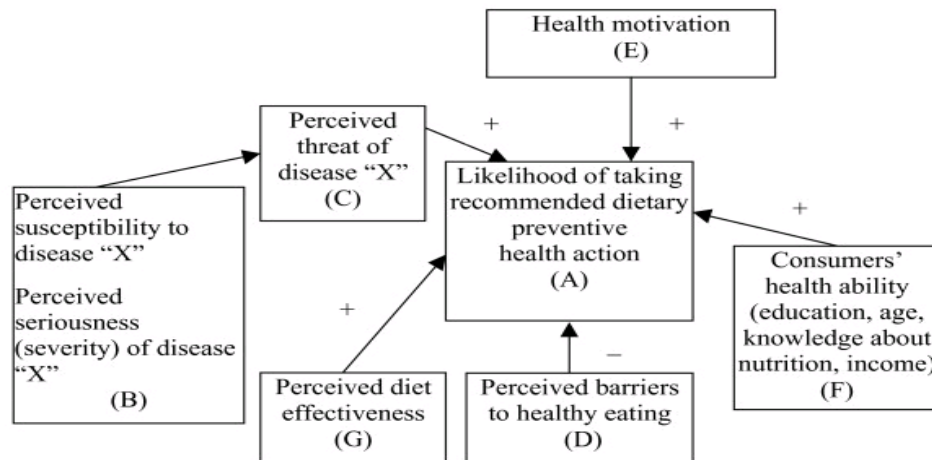 Health motivation
(E)
+
+
Perceived
threat of
disease “X”
(C)
Likelihood of taking
recommended dietary
preventive
health action
(A)
+
Perceived
susceptibility to
disease “X”
Perceived
seriousness
(severity) of disease
“X”
(B)
+
Consumers’
health ability
(education, age,
knowledge about
nutrition, income)
(F)
−
Perceived diet
effectiveness
(G)
Perceived barriers
to healthy eating
(D)